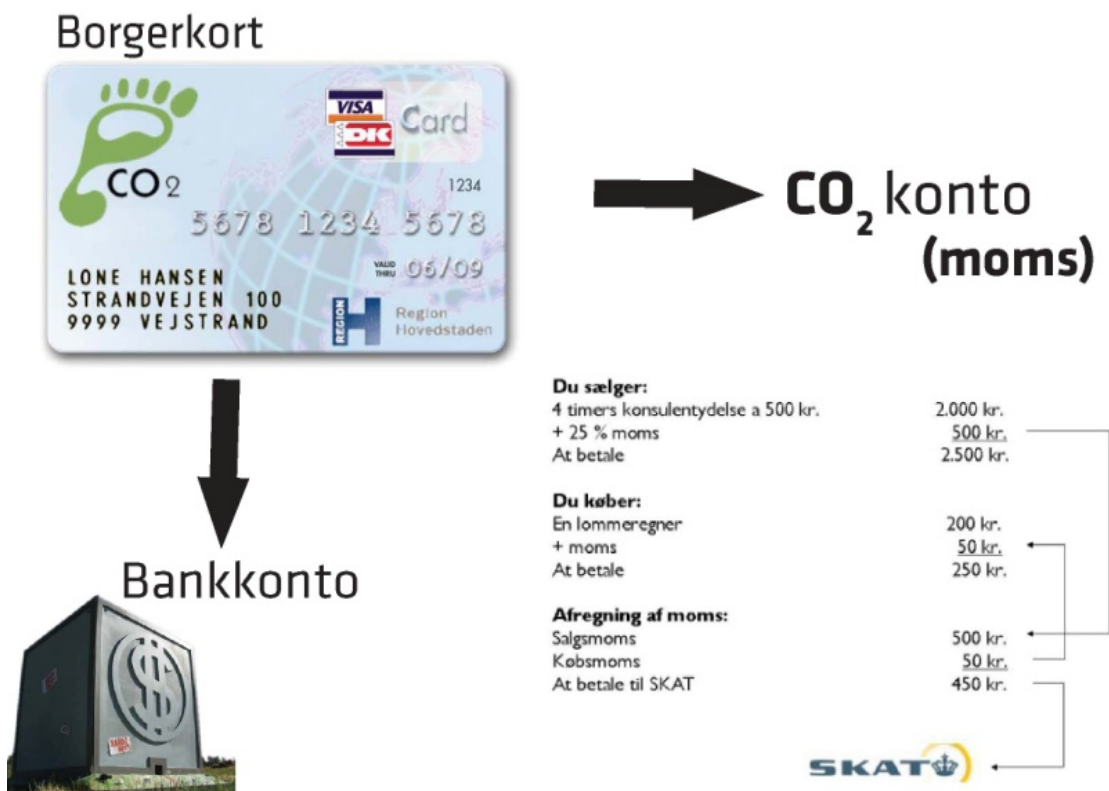 Borgerkort
CO2
VISA
DK
Card
1234
5678 1234 5678
VALID THRU 06/09
LONE HANSEN
STRANDVEJEN 100
9999 VEJSTRAND
REGION
H
Region
Hovedstaden
CO2 konto
(moms)
Bankkonto
Du sælger:
4 timers konsulentydelse a 500 kr. 2.000 kr.
+ 25 % moms 500 kr.
At betale 2.500 kr.
Du køber:
En lommeregner 200 kr.
+ moms 50 kr.
At betale 250 kr.
Afregning af moms:
Salgsmoms 500 kr.
Købsmoms 50 kr.
At betale til SKAT 450 kr.
SKAT